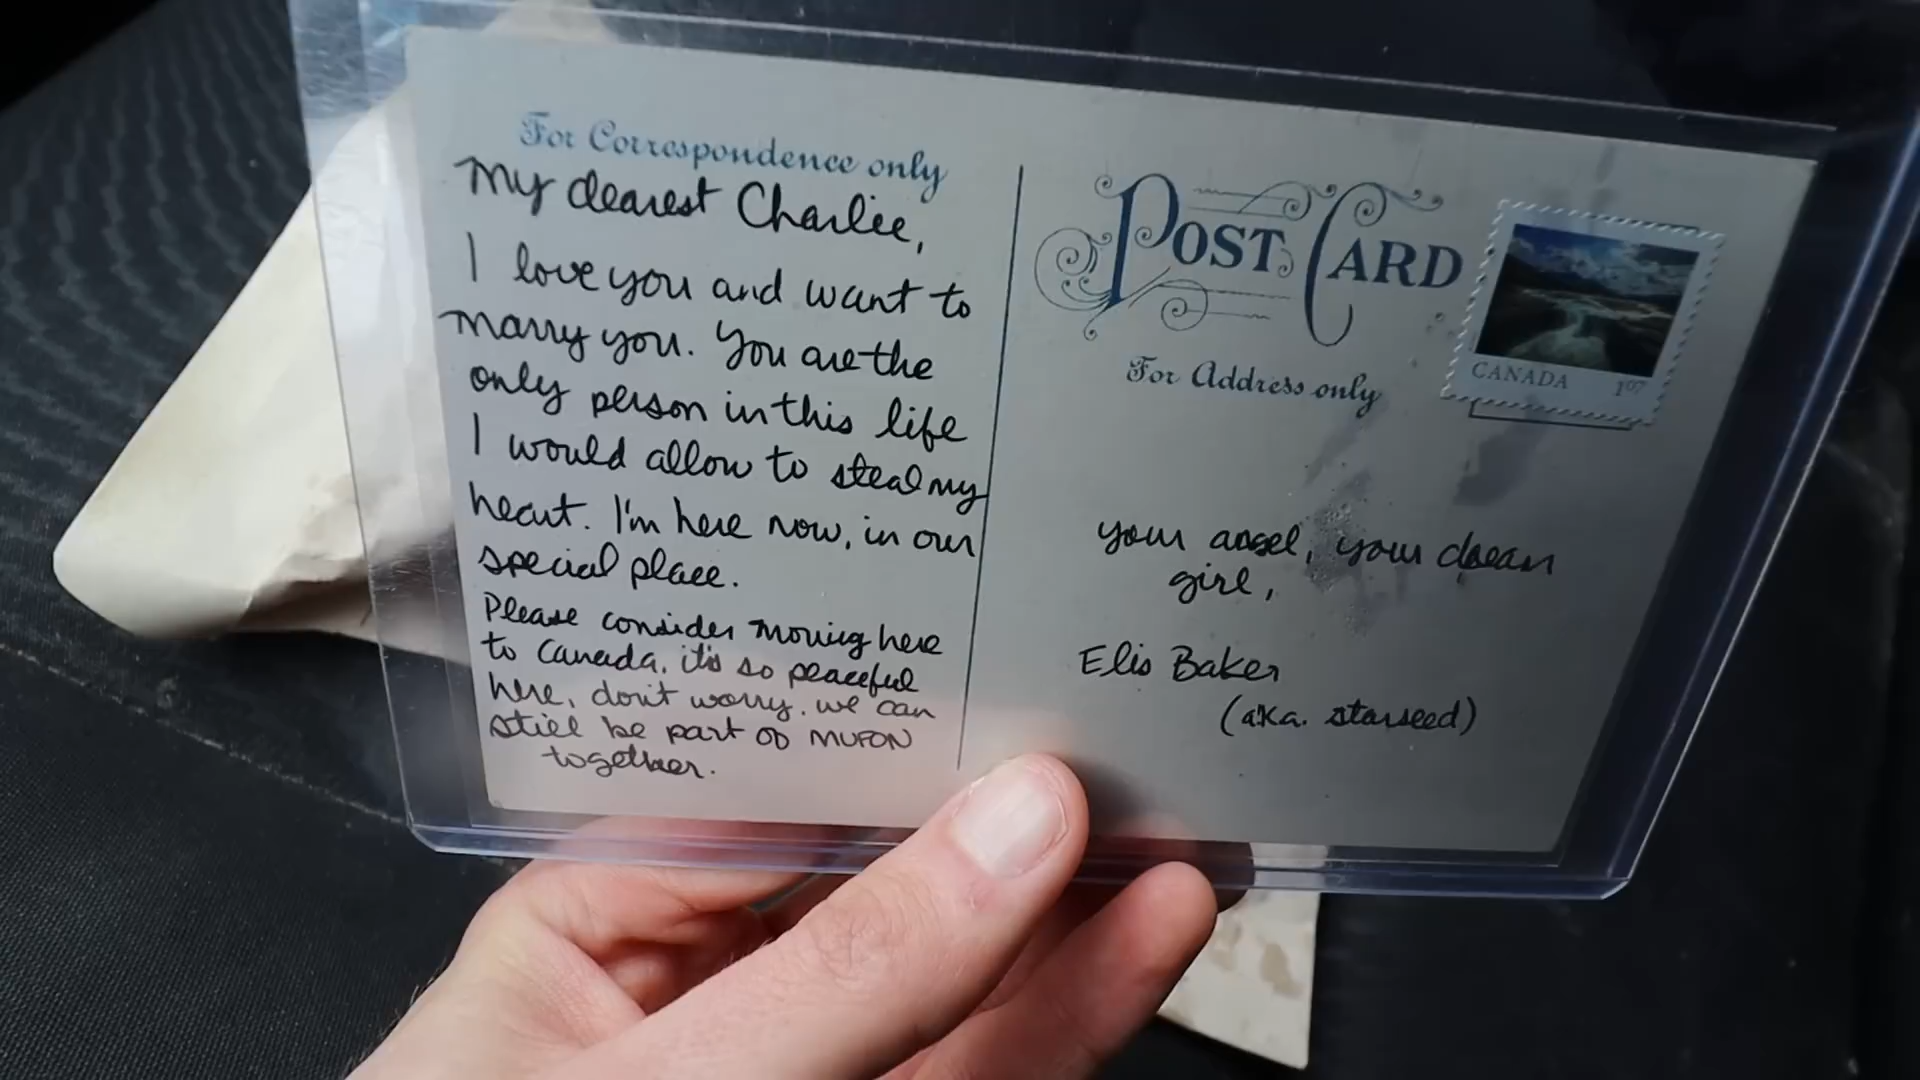 For Correspondence only
My dearest Charlie,
I love you and want to
marry you. You are the
only person in this life
I would allow to steal my
heart. I'm here now, in our
special place.
Please consider moving here
to Canada, it's so peaceful
here, don't worry, we can
still be part of MUFON
together.
POST CARD
For Address only
CANADA 1.07
your angel, your dream
girl,
Elis Baker
(aka. starseed)